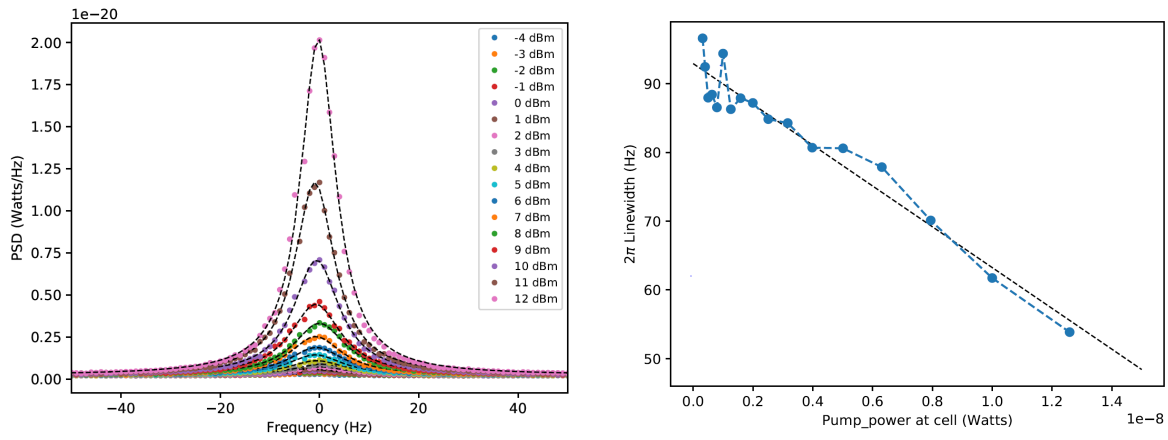 1e−20
2.00
1.75
1.50
1.25
1.00
0.75
0.50
0.25
0.00
PSD (Watts/Hz)
−40
−20
0
20
40
Frequency (Hz)
-4 dBm
-3 dBm
-2 dBm
-1 dBm
0 dBm
1 dBm
2 dBm
3 dBm
4 dBm
5 dBm
6 dBm
7 dBm
8 dBm
9 dBm
10 dBm
11 dBm
12 dBm
90
80
70
60
50
2π Linewidth (Hz)
0.0
0.2
0.4
0.6
0.8
1.0
1.2
1.4
1e−8
Pump_power at cell (Watts)